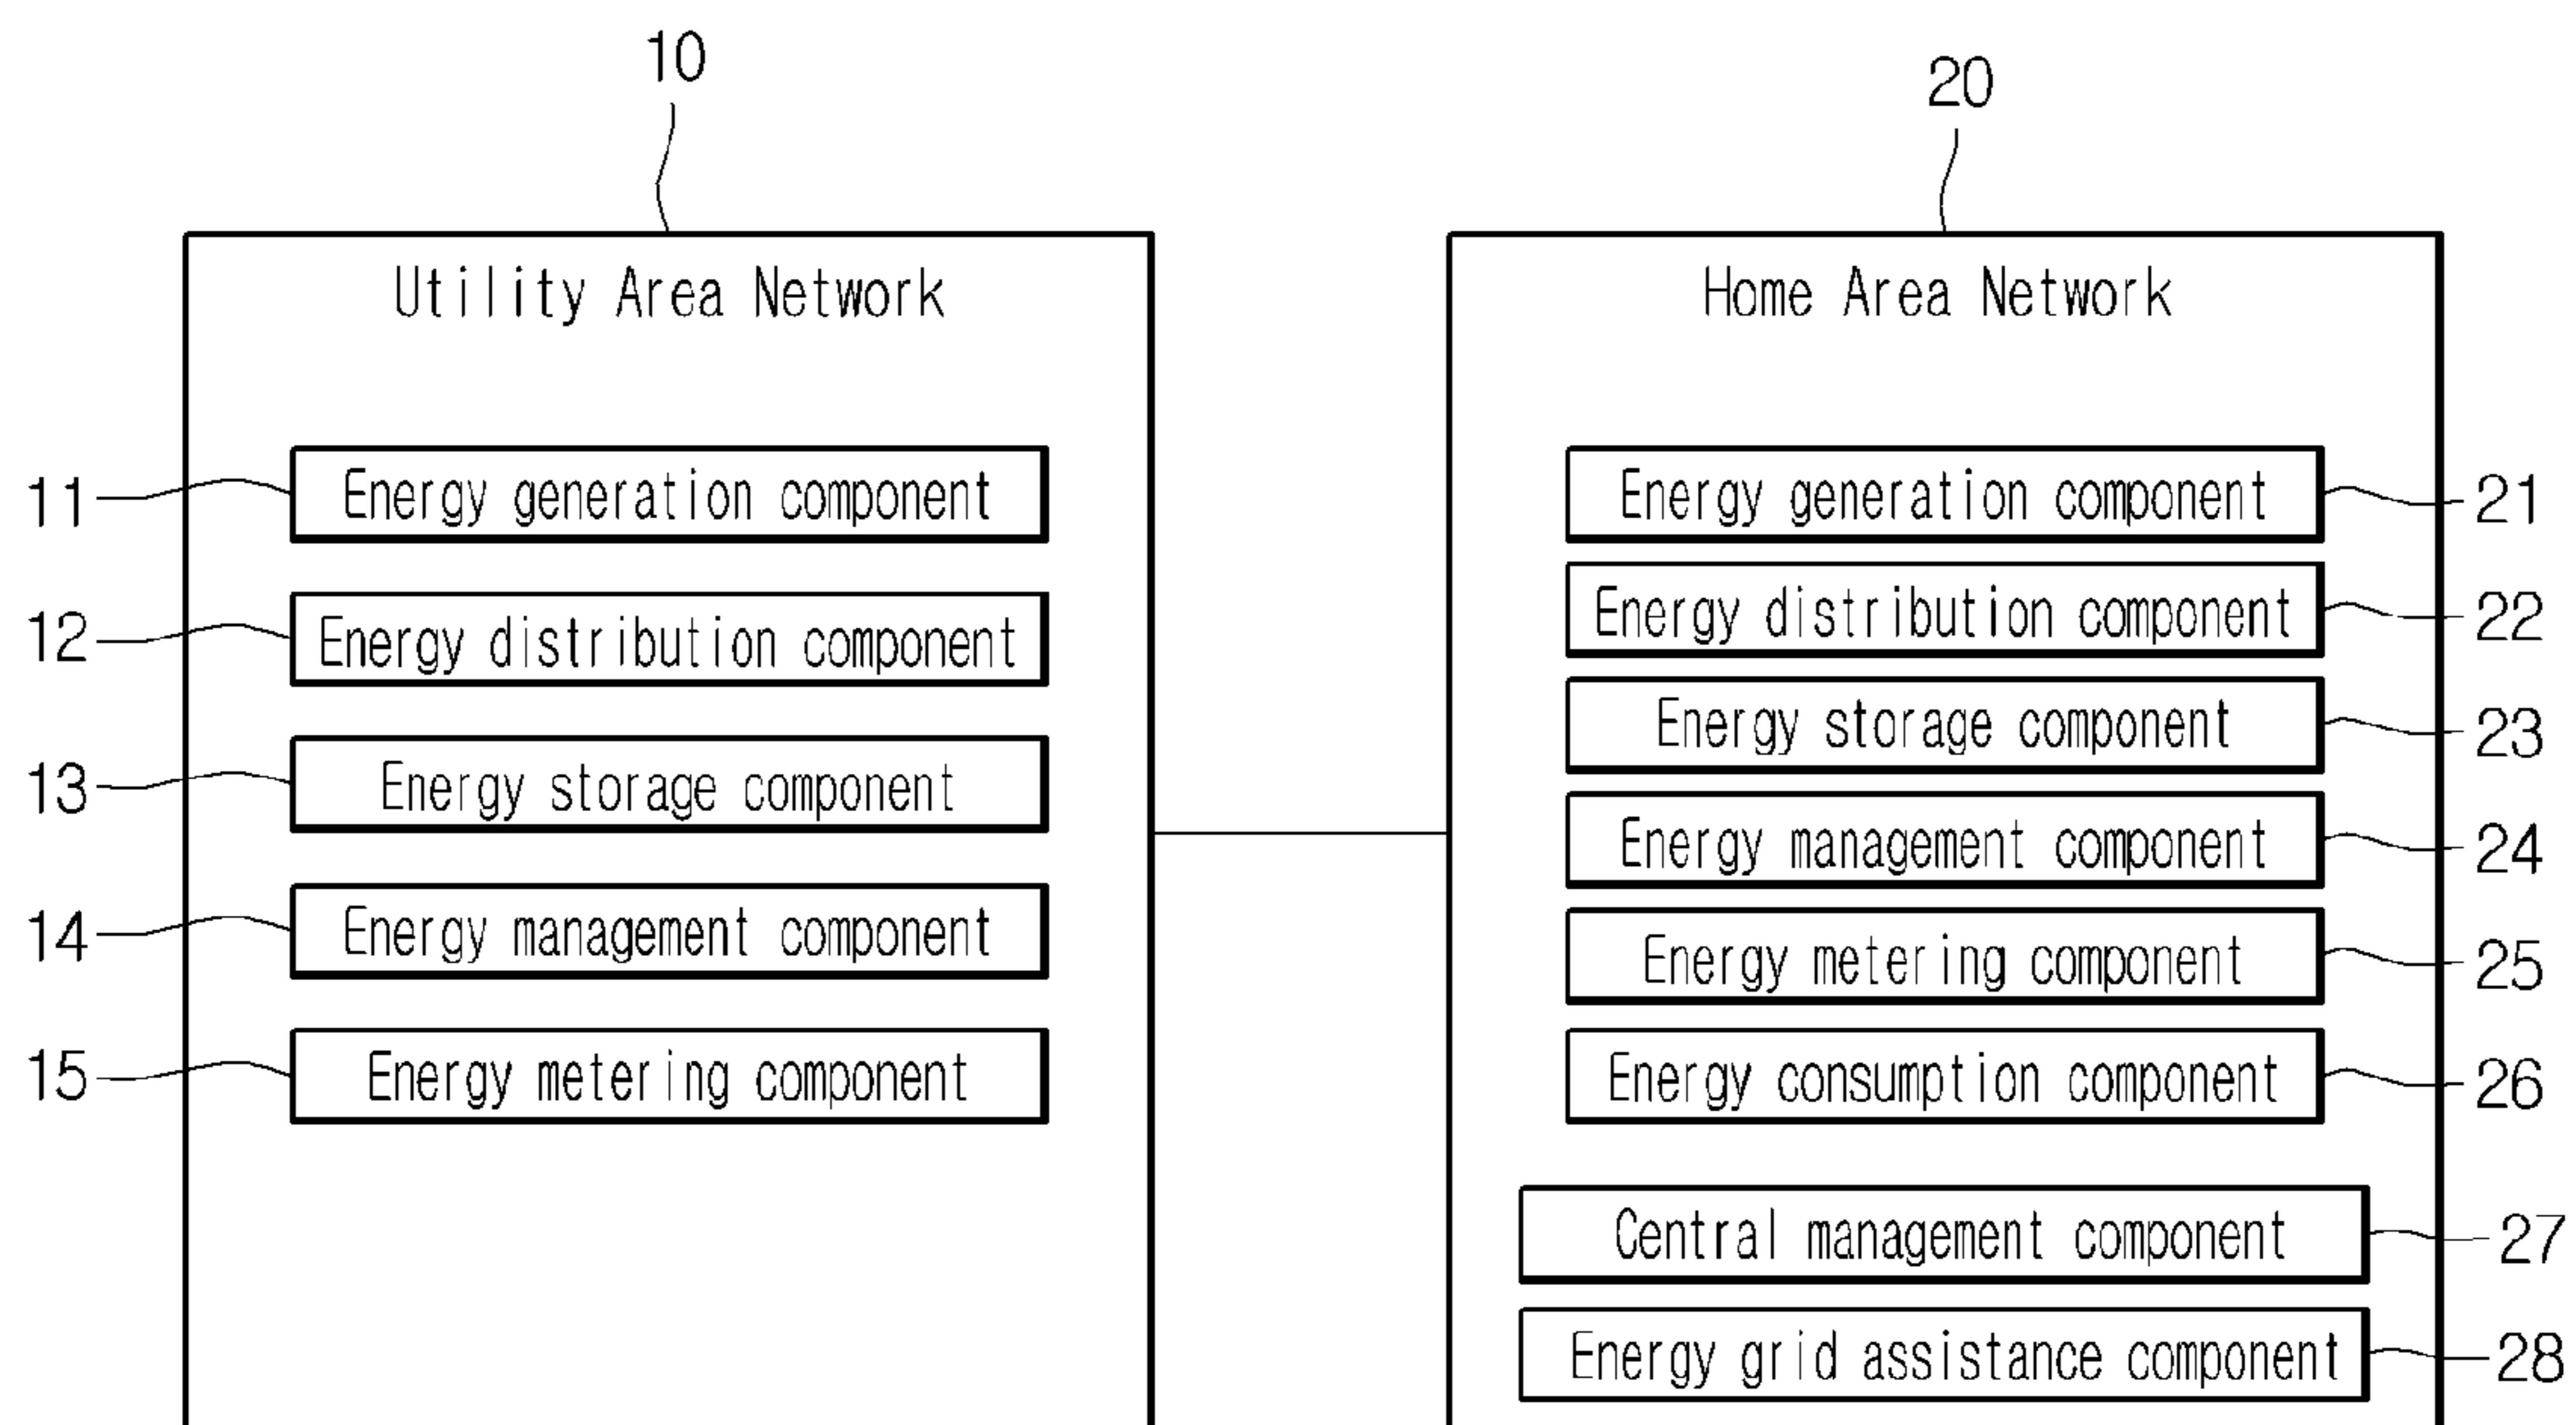 10
20
Utility Area Network
Home Area Network
11
Energy generation component
12
Energy distribution component
13
Energy storage component
14
Energy management component
15
Energy metering component
Energy generation component
21
Energy distribution component
22
Energy storage component
23
Energy management component
24
Energy metering component
25
Energy consumption component
26
Central management component
27
Energy grid assistance component
28